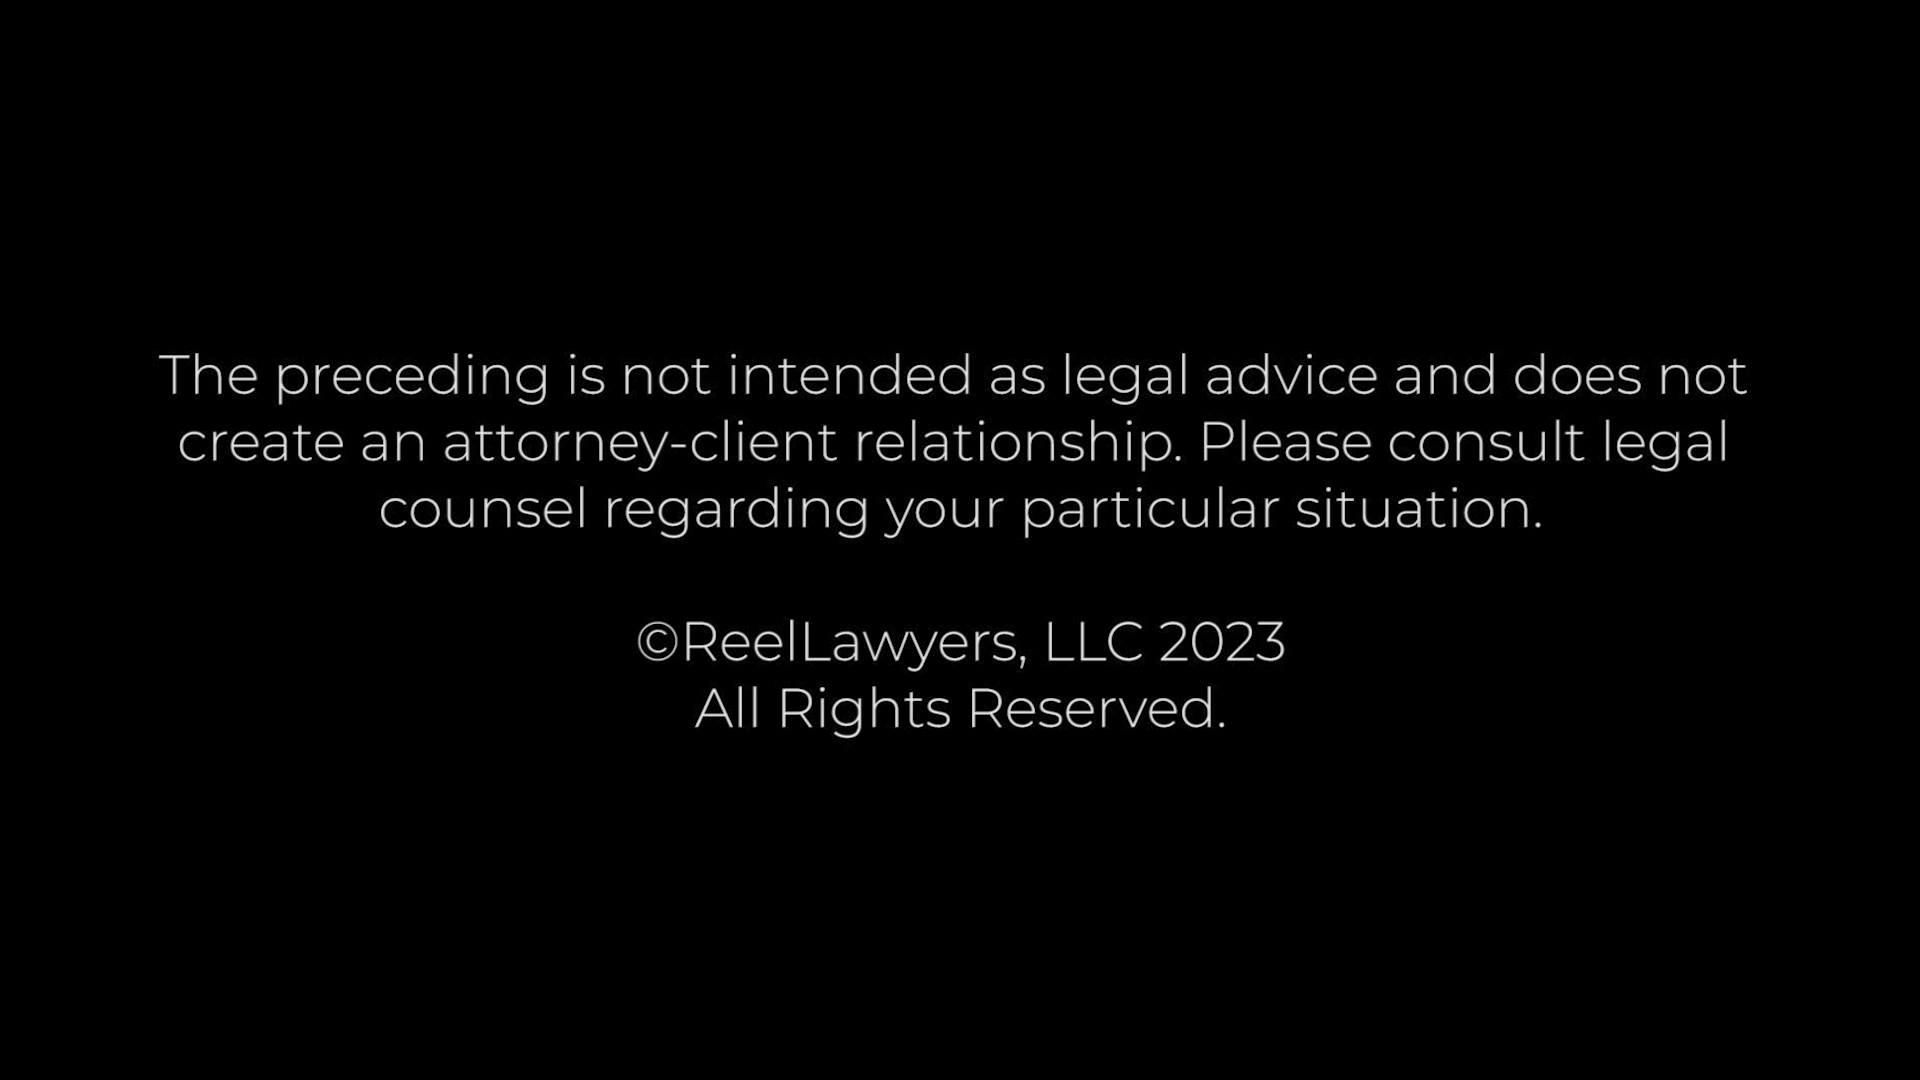 The preceding is not intended as legal advice and does not
create an attorney-client relationship. Please consult legal
counsel regarding your particular situation.
©ReelLawyers, LLC 2023
All Rights Reserved.